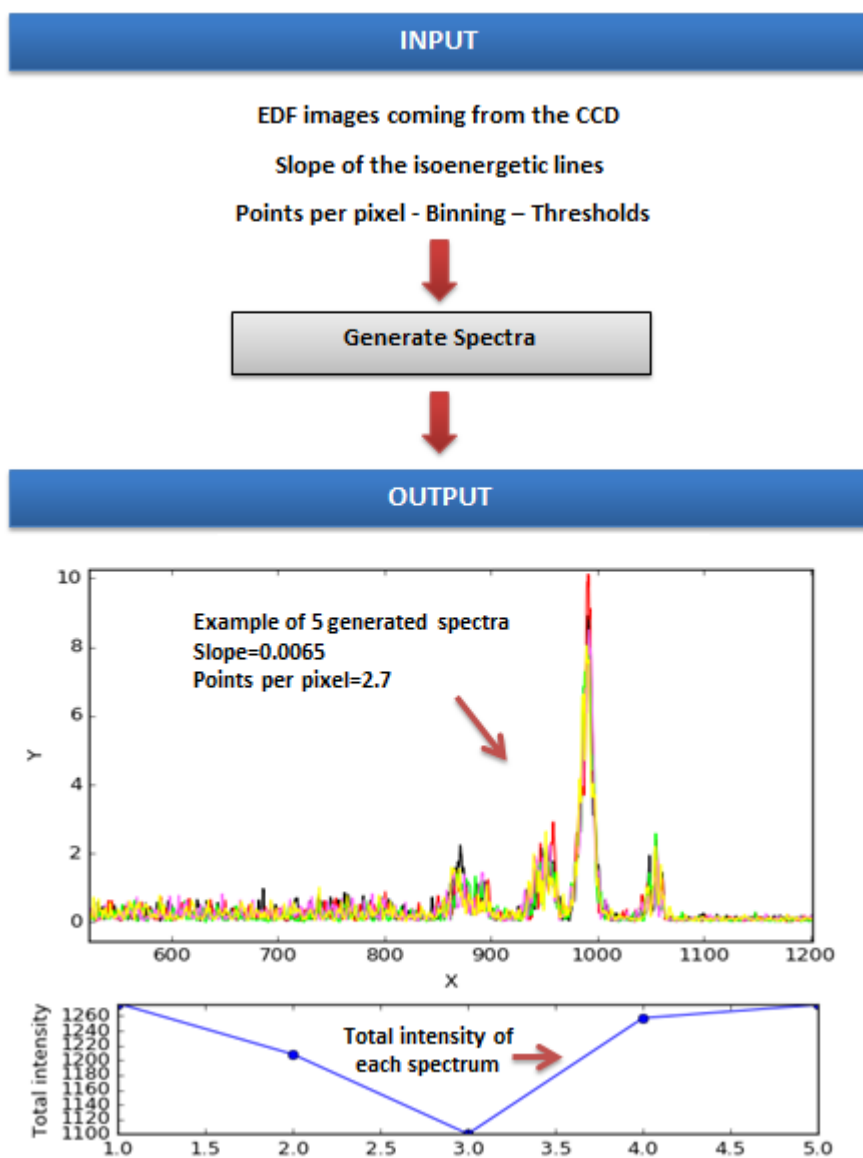 INPUT
EDF images coming from the CCD
Slope of the isoenergetic lines
Points per pixel - Binning – Thresholds
Generate Spectra
OUTPUT
10
8
6
4
2
0
Y
Example of 5 generated spectra
Slope=0.0065
Points per pixel=2.7
600 700 800 900 1000 1100 1200
X
Total intensity
1260
1240
1220
1200
1180
1160
1140
1120
1100
Total intensity of
each spectrum
1.0 1.5 2.0 2.5 3.0 3.5 4.0 4.5 5.0